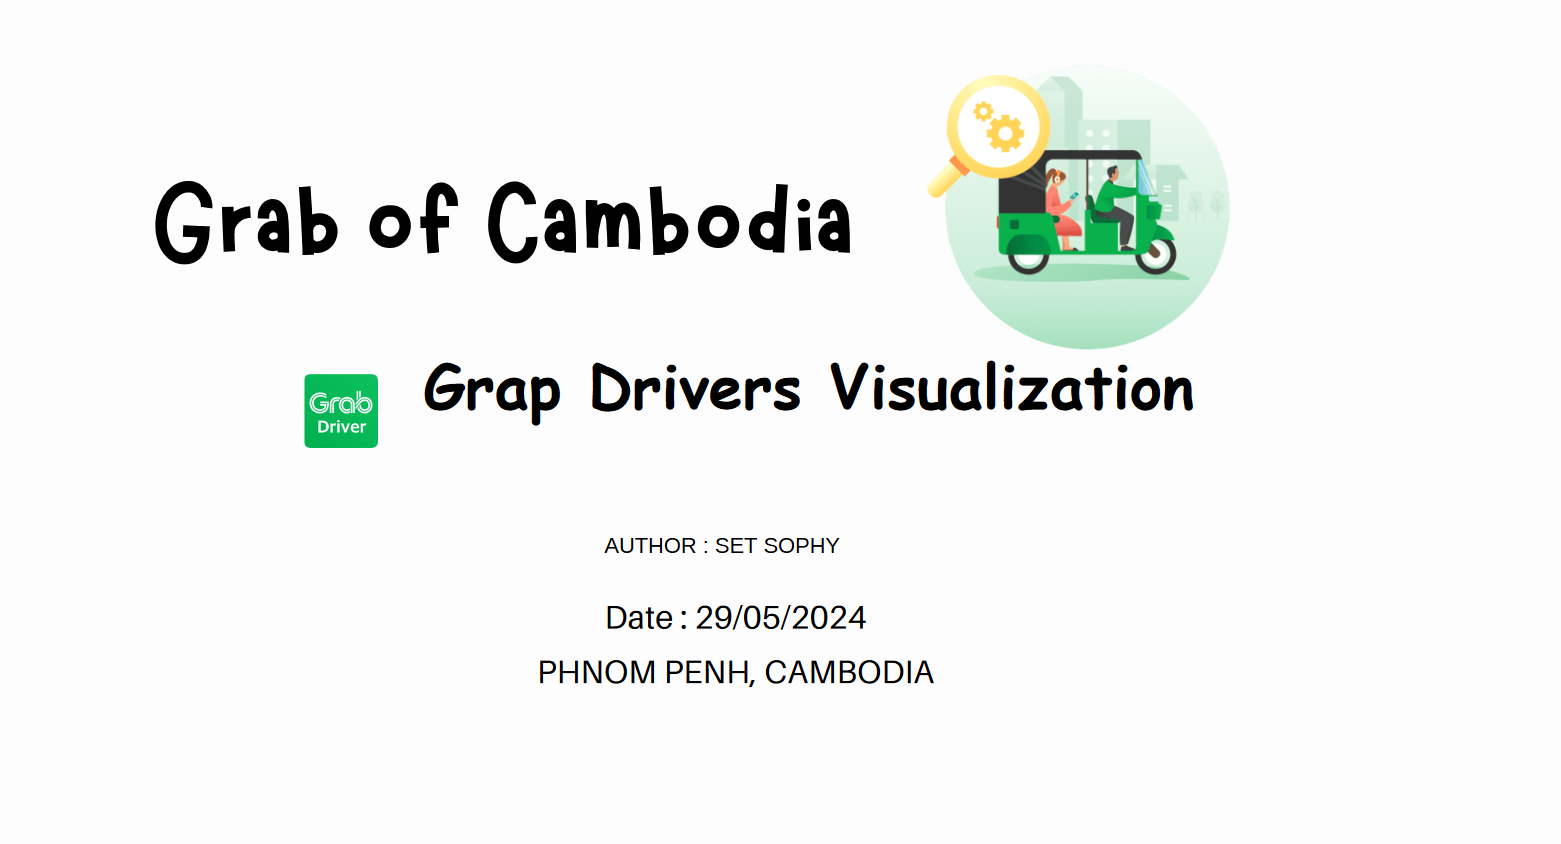 Grab of Cambodia
Grab
Driver
Grap Drivers Visualization
AUTHOR : SET SOPHY
Date : 29/05/2024
PHNOM PENH, CAMBODIA